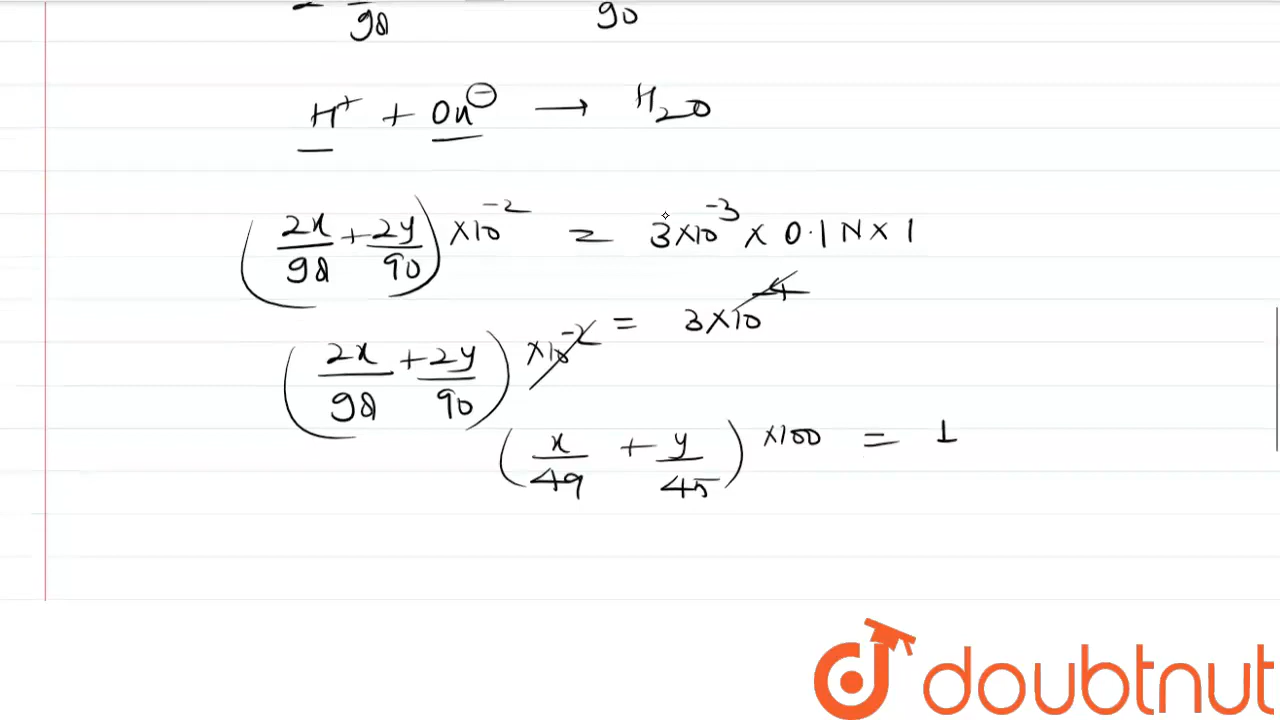 98 90
H⁺ + OH⊖ → H₂O
(2x/98 + 2y/90) × 10⁻² = 3×10⁻³ × 0.1 N × 1
(2x/98 + 2y/90) ×10⁻² = 3×10⁻⁴
(x/49 + y/45) ×100 = 1
doubtnut